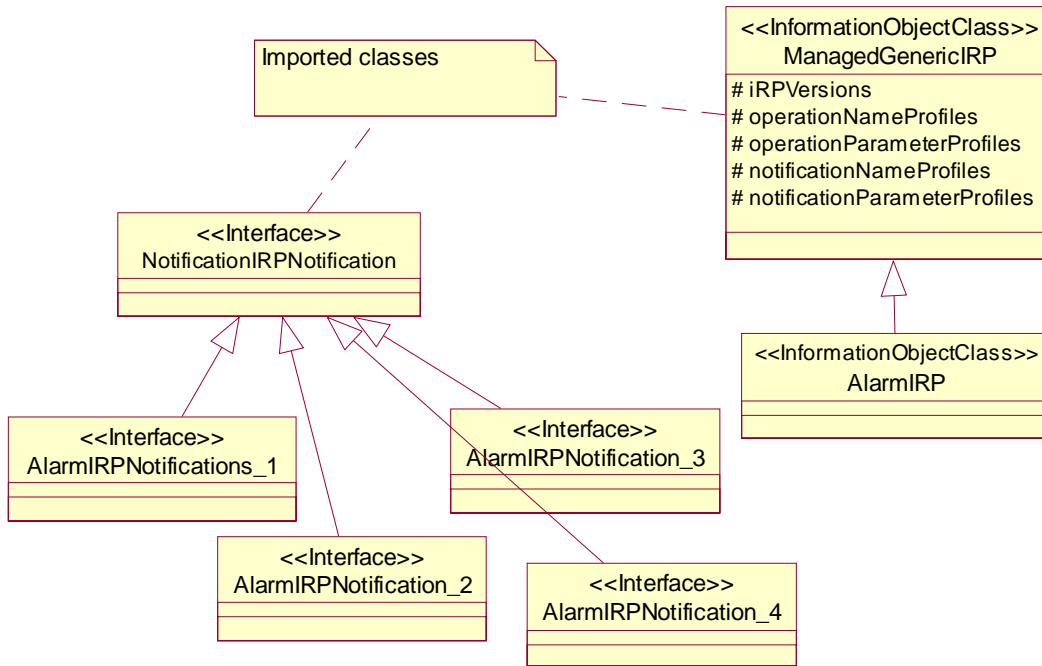 <<InformationObjectClass>>
ManagedGenericIRP
# iRPVersions
# operationNameProfiles
# operationParameterProfiles
# notificationNameProfiles
# notificationParameterProfiles
Imported classes
<<Interface>>
NotificationIRPNotification
<<InformationObjectClass>>
AlarmIRP
<<Interface>>
AlarmIRPNotifications_1
<<Interface>>
AlarmIRPNotification_3
<<Interface>>
AlarmIRPNotification_2
<<Interface>>
AlarmIRPNotification_4